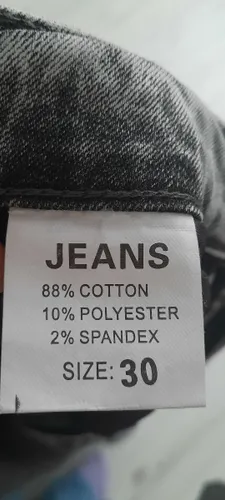 JEANS
88% COTTON
10% POLYESTER
2% SPANDEX
SIZE: 30